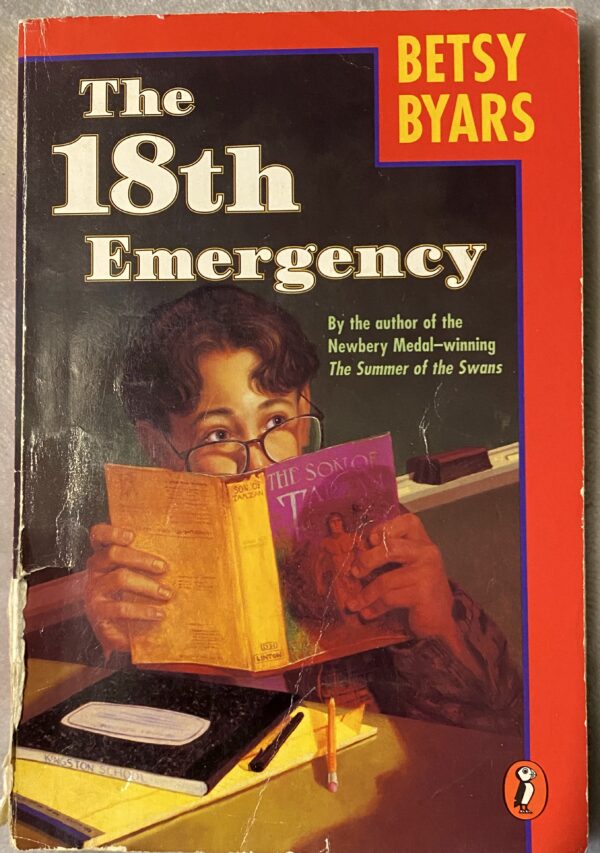 BETSY
BYARS
The
18th
Emergency
By the author of the
Newbery Medal–winning
The Summer of the Swans
THE SON OF
TARZAN
SON OF
TARZAN
LINTON
KINGSTON SCHOOL